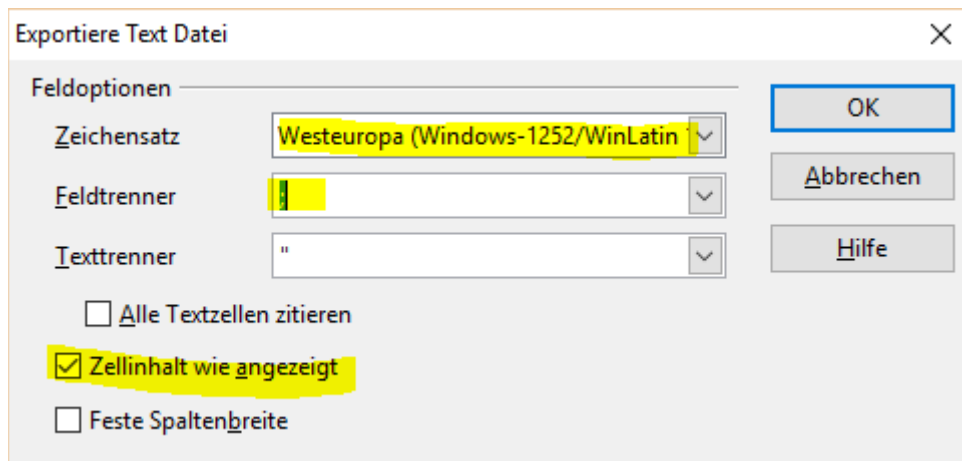 Exportiere Text Datei
Feldoptionen
Zeichensatz
Westeuropa (Windows-1252/WinLatin
OK
Feldtrenner
;
Abbrechen
Texttrenner
"
Hilfe
Alle Textzellen zitieren
Zellinhalt wie angezeigt
Feste Spaltenbreite